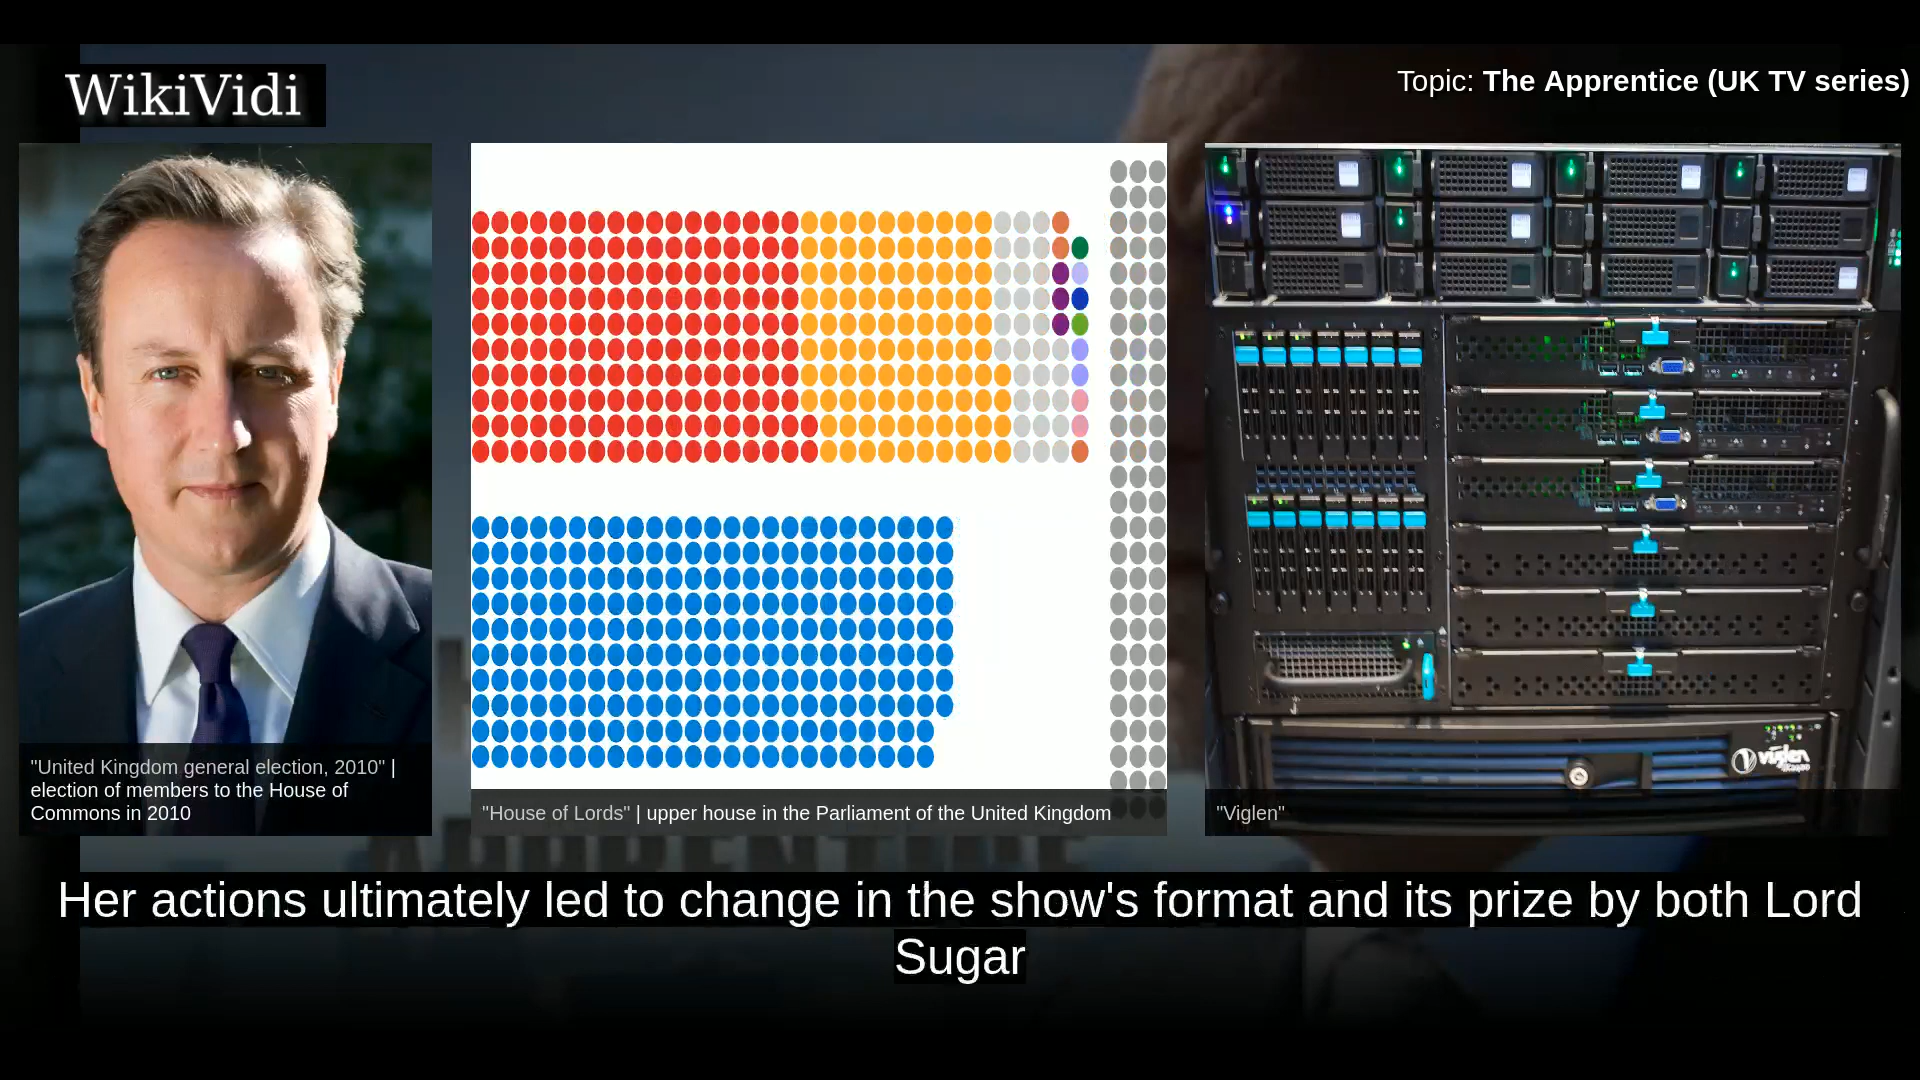 WikiVidi
Topic: The Apprentice (UK TV series)
"United Kingdom general election, 2010" |
election of members to the House of
Commons in 2010
"House of Lords" | upper house in the Parliament of the United Kingdom
viglen
"Viglen"
Her actions ultimately led to change in the show's format and its prize by both Lord
Sugar